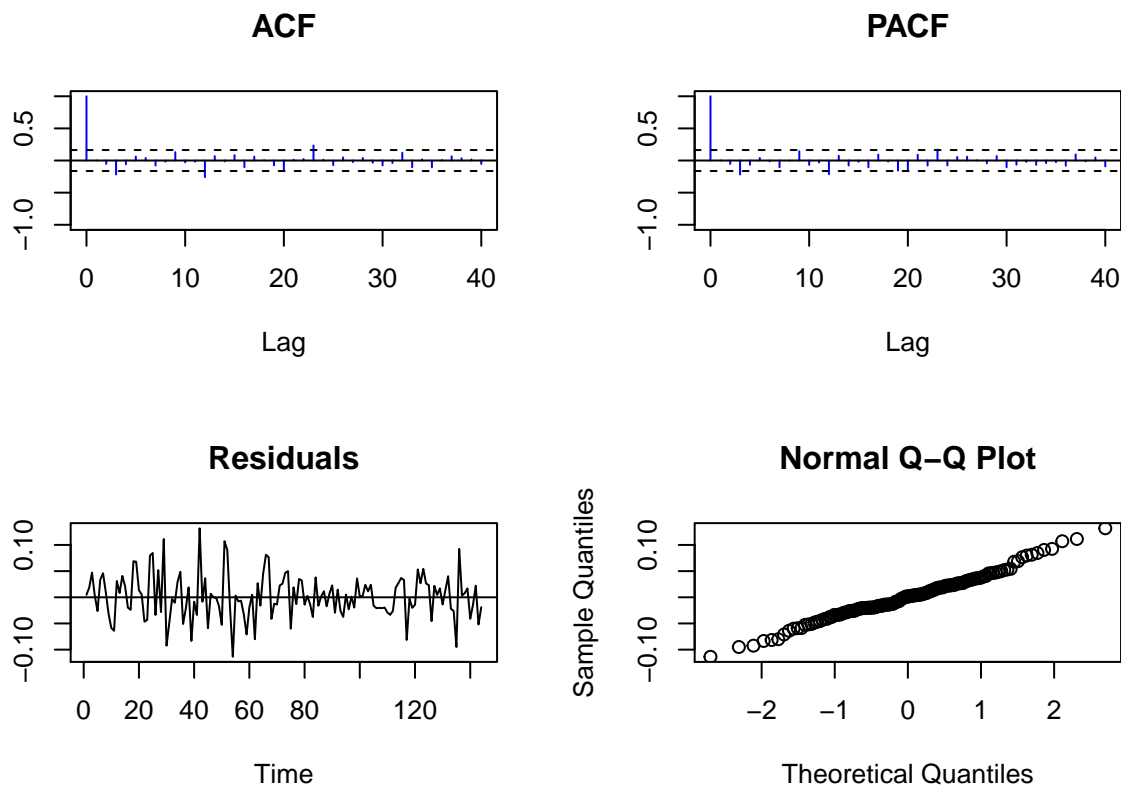 ACF
0.5
−1.0
0 10 20 30 40
Lag
PACF
0.5
−1.0
0 10 20 30 40
Lag
Residuals
0.10
−0.10
0 20 40 60 80 120
Time
Normal Q−Q Plot
Sample Quantiles
0.10
−0.10
−2 −1 0 1 2
Theoretical Quantiles